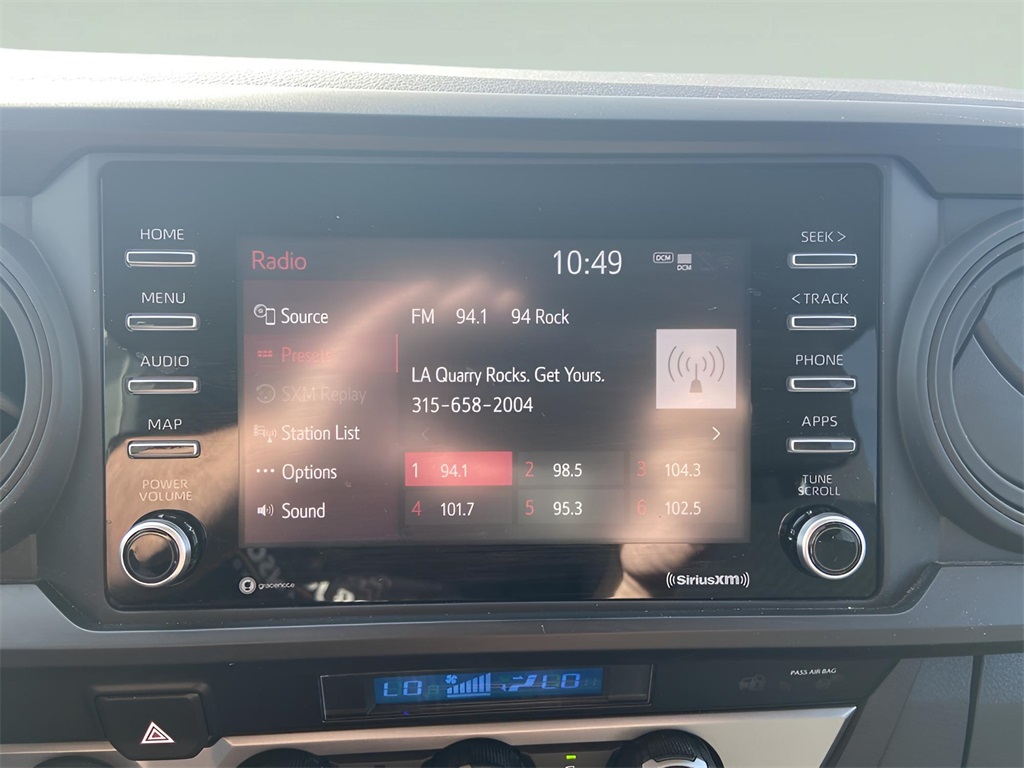 HOME
MENU
AUDIO
MAP
POWER
VOLUME
Radio
10:49
DCM
DCM
Source
Presets
SXM Replay
Station List
Options
Sound
FM 94.1 94 Rock
LA Quarry Rocks. Get Yours.
315-658-2004
1 94.1 2 98.5 3 104.3
4 101.7 5 95.3 6 102.5
SEEK >
< TRACK
PHONE
APPS
TUNE
SCROLL
gracenote
((SiriusXM))
LO LO
PASS AIR BAG